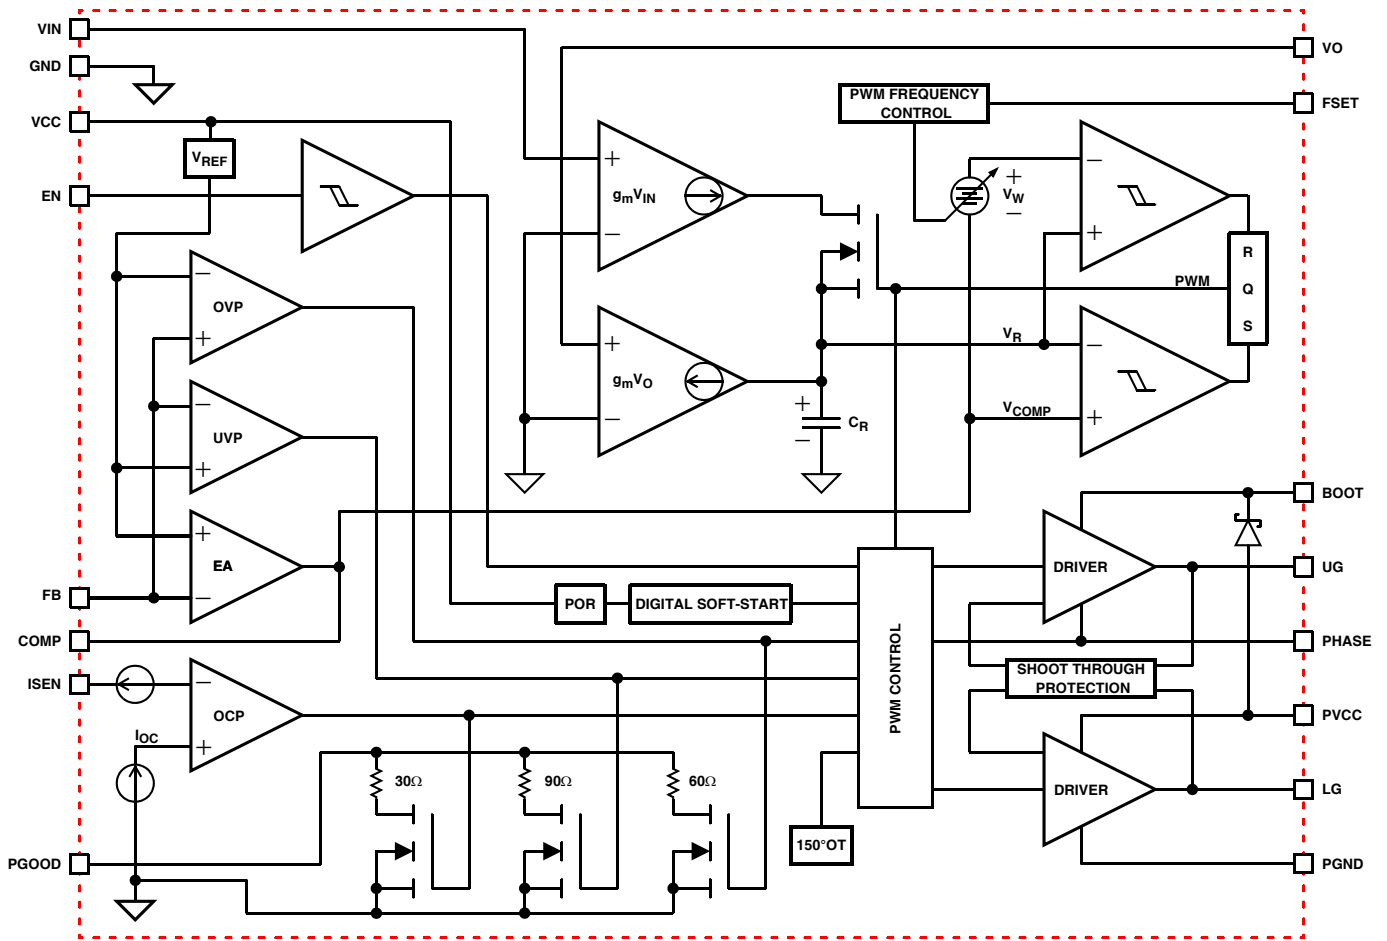 VIN
GND
VCC
EN
FB
COMP
ISEN
PGOOD
VO
FSET
BOOT
UG
PHASE
PVCC
LG
PGND
VREF
OVP
−
+
UVP
−
+
EA
+
−
OCP
−
+
IOC
gmVIN
+
−
gmVO
+
−
PWM FREQUENCY
CONTROL
+
VW
−
−
+
R
Q
S
PWM
VR
−
VCOMP
+
+
CR
−
POR
DIGITAL SOFT-START
PWM CONTROL
DRIVER
SHOOT THROUGH
PROTECTION
DRIVER
30Ω
90Ω
60Ω
150°OT